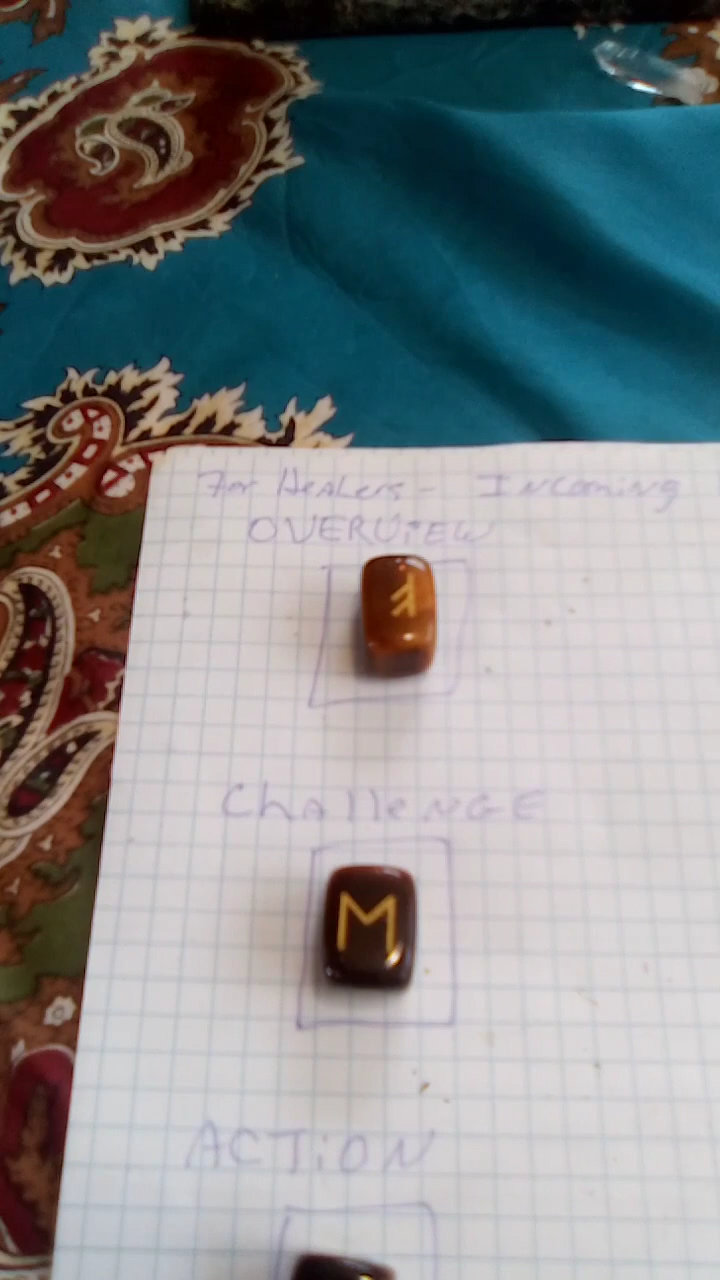 For HeAlers - INcoming
OVERViEW
ᚠ
ChAlleNGE
ᛖ
ACTiON